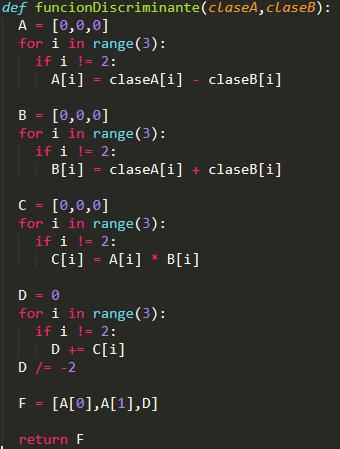 def funcionDiscriminante(claseA,claseB):
  A = [0,0,0]
  for i in range(3):
    if i != 2:
      A[i] = claseA[i] - claseB[i]

  B = [0,0,0]
  for i in range(3):
    if i != 2:
      B[i] = claseA[i] + claseB[i]

  C = [0,0,0]
  for i in range(3):
    if i != 2:
      C[i] = A[i] * B[i]

  D = 0
  for i in range(3):
    if i != 2:
      D += C[i]
  D /= -2

  F = [A[0],A[1],D]

  return F